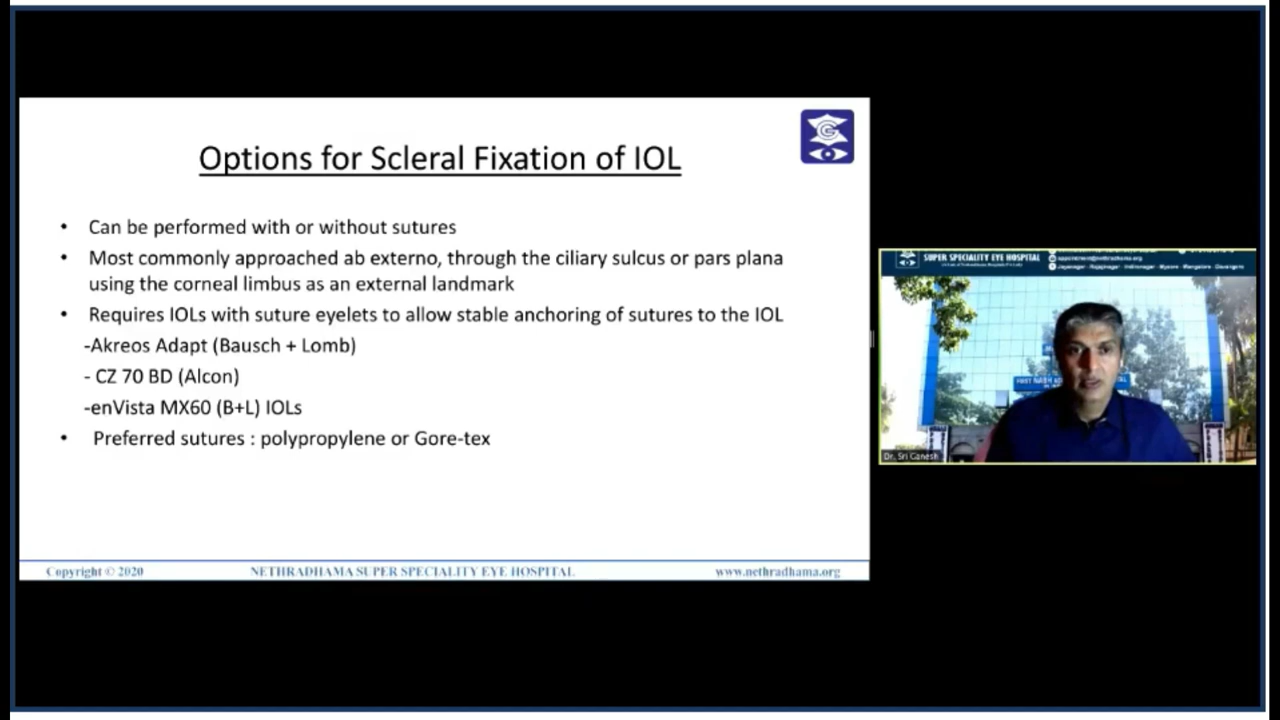 Options for Scleral Fixation of IOL
• Can be performed with or without sutures
• Most commonly approached ab externo, through the ciliary sulcus or pars plana
using the corneal limbus as an external landmark
• Requires IOLs with suture eyelets to allow stable anchoring of sutures to the IOL
-Akreos Adapt (Bausch + Lomb)
- CZ 70 BD (Alcon)
-enVista MX60 (B+L) IOLs
• Preferred sutures : polypropylene or Gore-tex
Copyright © 2020 NETHRADHAMA SUPER SPECIALITY EYE HOSPITAL www.nethradhama.org
SUPER SPECIALITY EYE HOSPITAL
Dr. Sri Ganesh